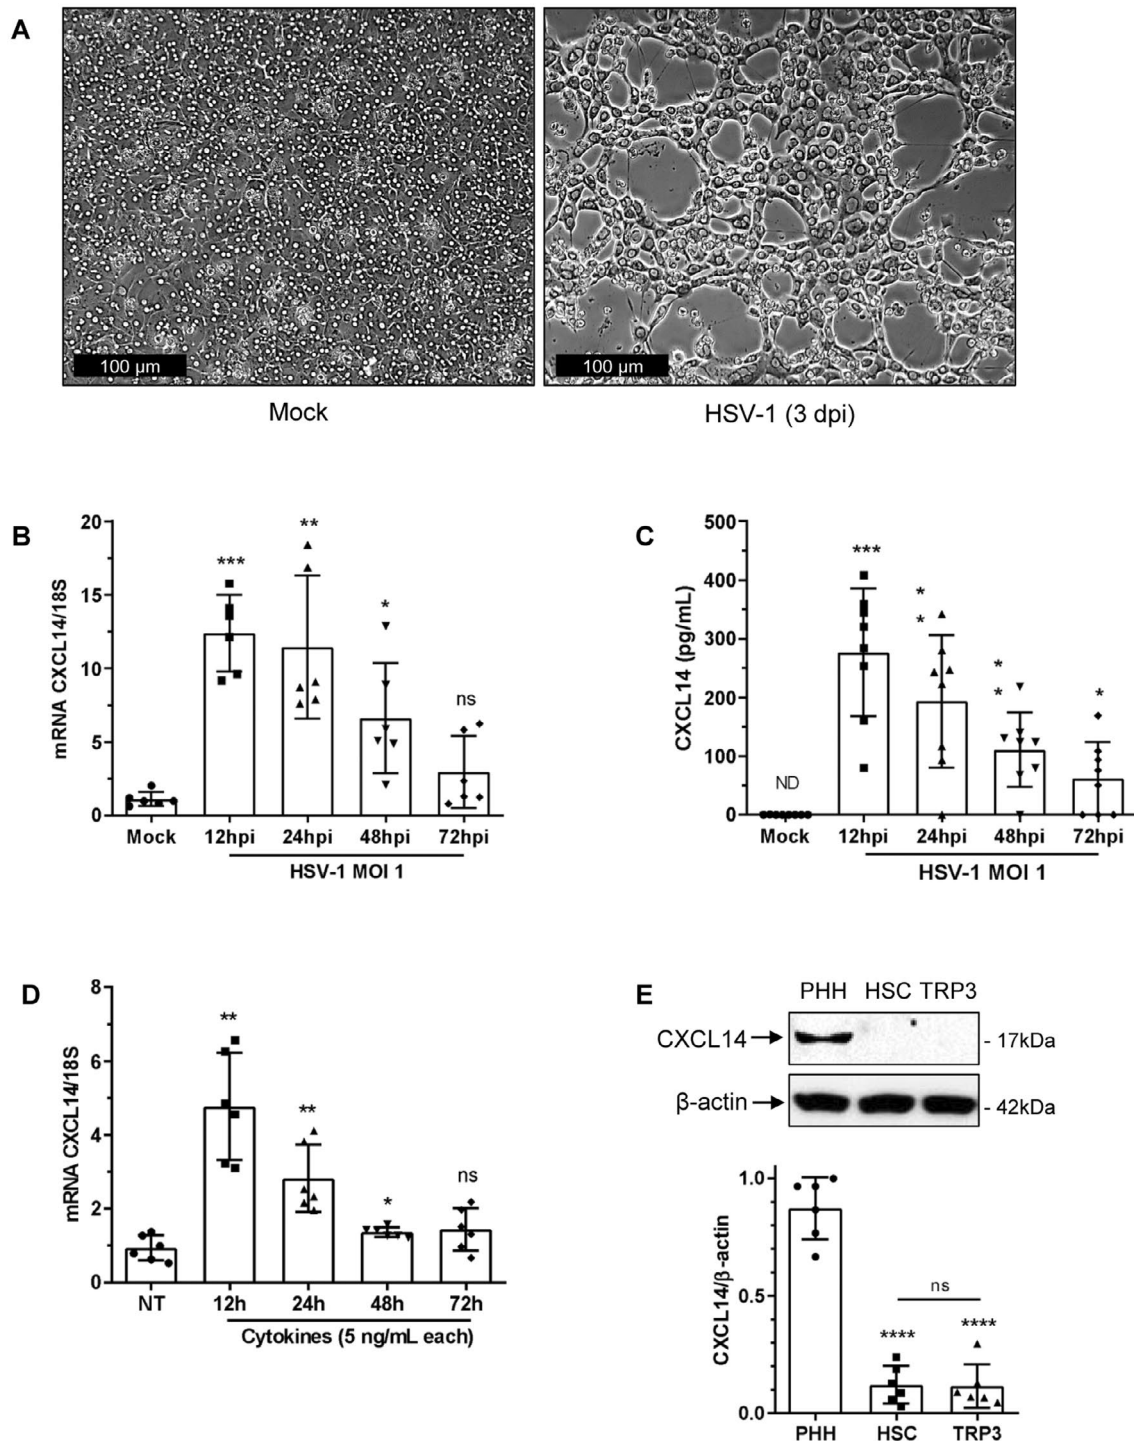 A
100 µm
100 µm
Mock
HSV-1 (3 dpi)
B
mRNA CXCL14/18S
20
15
10
5
0
***
**
*
ns
Mock
12hpi
24hpi
48hpi
72hpi
HSV-1 MOI 1
C
CXCL14 (pg/mL)
500
400
300
200
100
0
ND
***
*
*
*
*
*
Mock
12hpi
24hpi
48hpi
72hpi
HSV-1 MOI 1
D
mRNA CXCL14/18S
8
6
4
2
0
**
**
*
ns
NT
12h
24h
48h
72h
Cytokines (5 ng/mL each)
E
PHH HSC TRP3
CXCL14
- 17kDa
β-actin
- 42kDa
CXCL14/β-actin
1.0
0.5
0.0
ns
****
****
PHH
HSC
TRP3